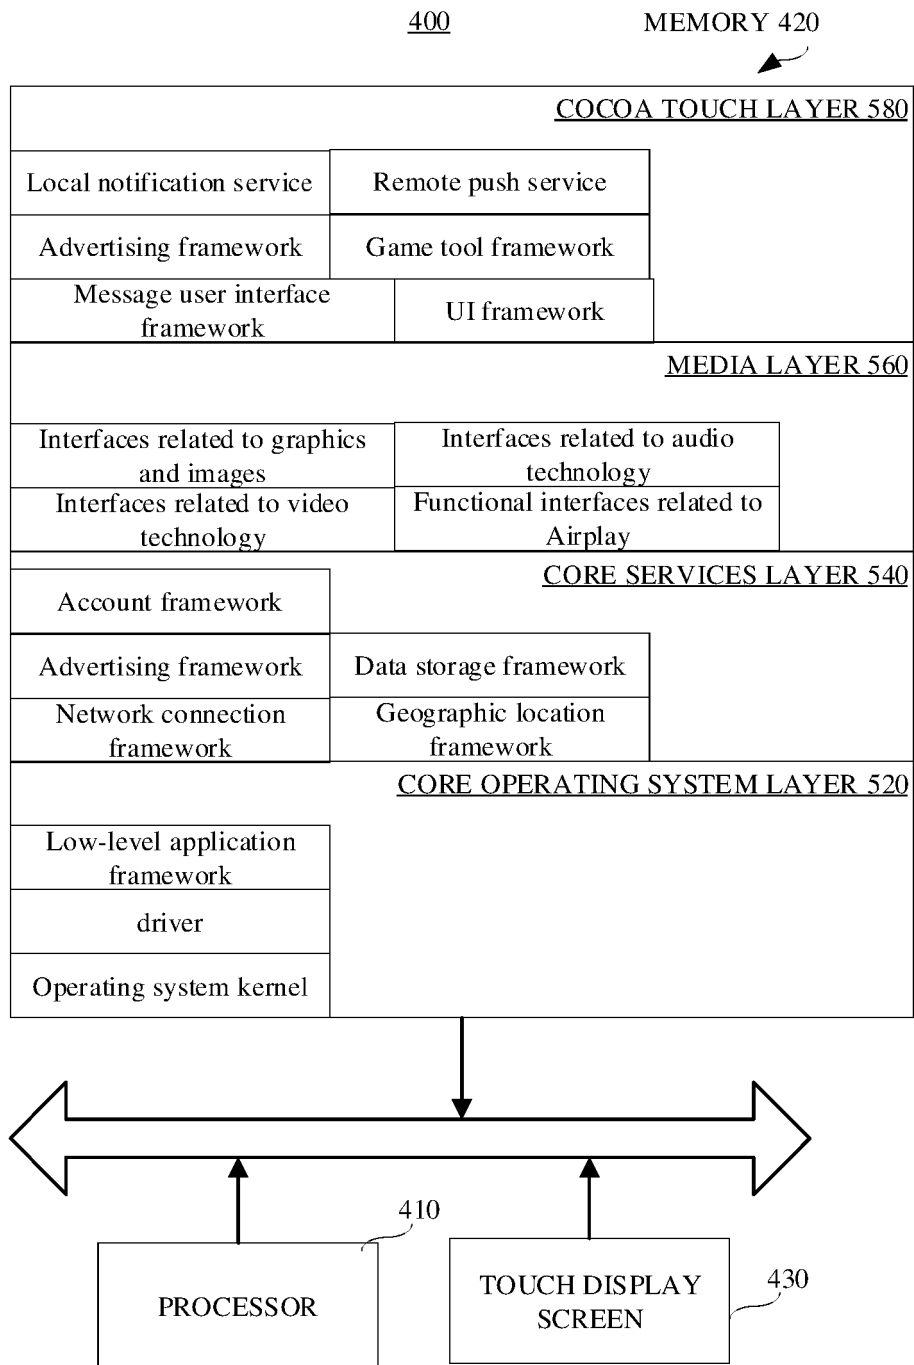 400
MEMORY 420
COCOA TOUCH LAYER 580
Local notification service
Remote push service
Advertising framework
Game tool framework
Message user interface
framework
UI framework
MEDIA LAYER 560
Interfaces related to graphics
and images
Interfaces related to audio
technology
Interfaces related to video
technology
Functional interfaces related to
Airplay
CORE SERVICES LAYER 540
Account framework
Advertising framework
Data storage framework
Network connection
framework
Geographic location
framework
CORE OPERATING SYSTEM LAYER 520
Low-level application
framework
driver
Operating system kernel
410
PROCESSOR
TOUCH DISPLAY
SCREEN
430